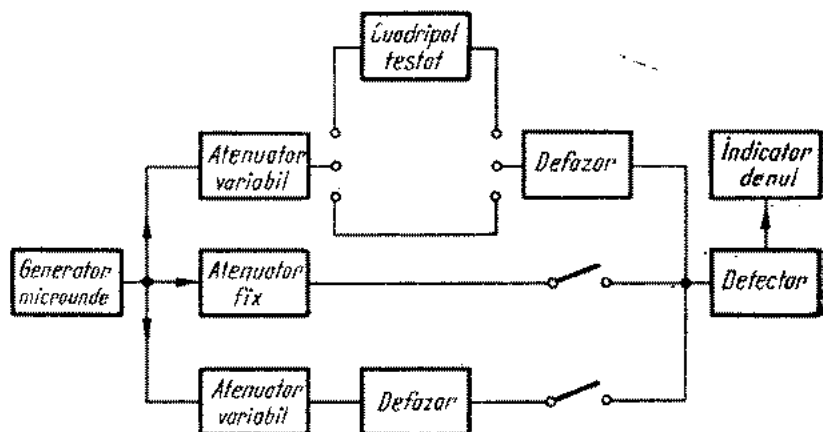 Cuadripol
testat
Atenuator
variabil
Defazor
Indicator
de nul
Generator
microunde
Atenuator
fix
Detector
Atenuator
variabil
Defazor